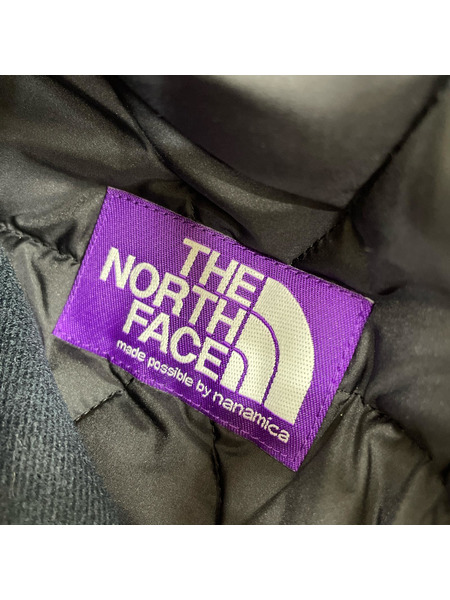 THE
NORTH
FACE
made possible by nanamica